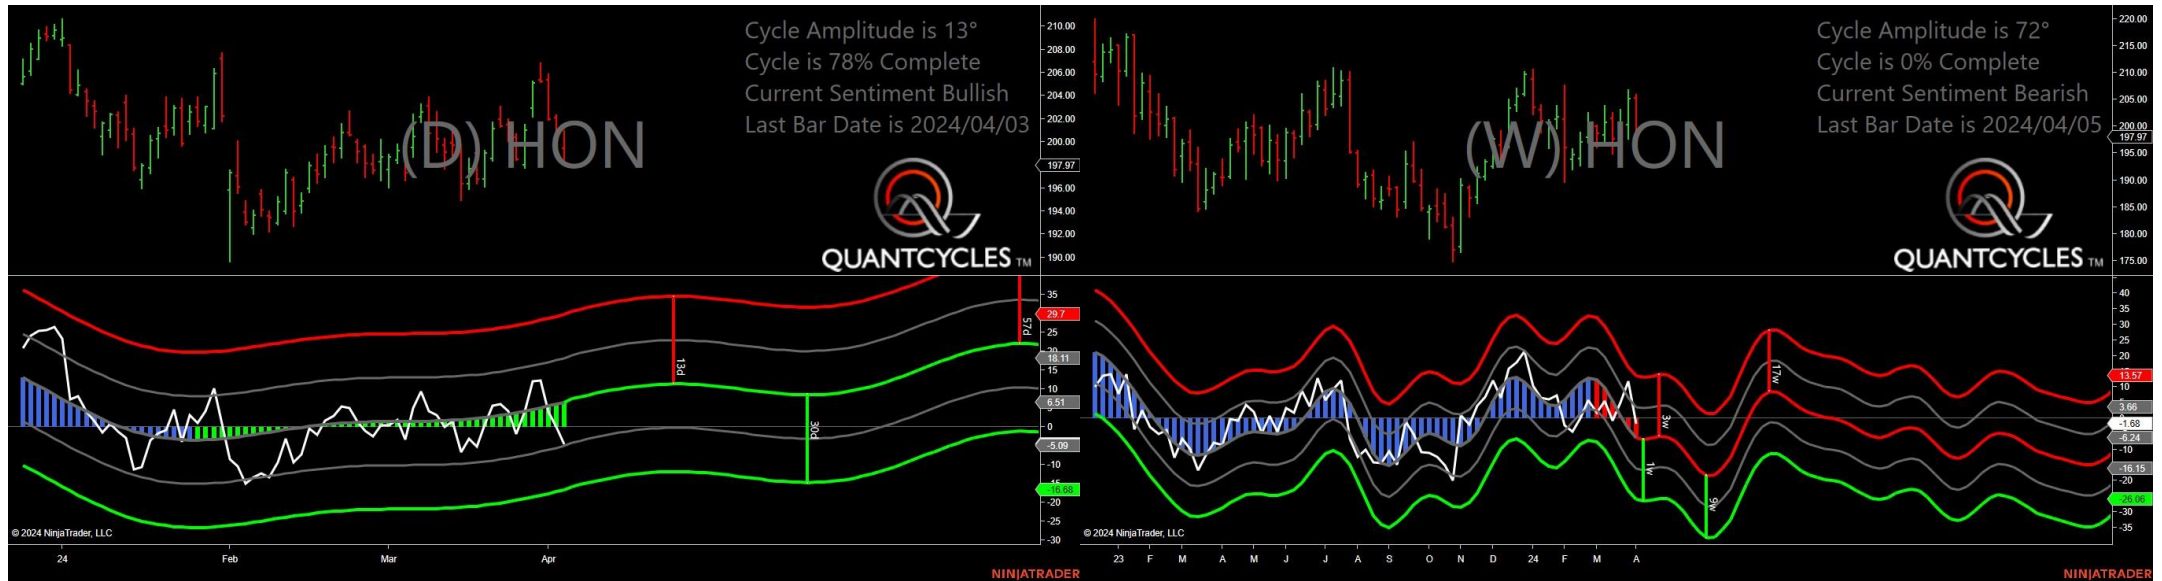 Cycle Amplitude is 13°
Cycle is 78% Complete
Current Sentiment Bullish
Last Bar Date is 2024/04/03
(D) HON
QUANTCYCLES TM
210.00
208.00
206.00
204.00
202.00
200.00
197.97
196.00
194.00
192.00
190.00
35
29.7
25
20
18.11
15
10
6.51
5
0
-5.09
-10
-15
-16.68
-20
-25
-30
13d
30d
57d
© 2024 NinjaTrader, LLC
24 Feb Mar Apr
NINJATRADER
Cycle Amplitude is 72°
Cycle is 0% Complete
Current Sentiment Bearish
Last Bar Date is 2024/04/05
(W) HON
QUANTCYCLES TM
220.00
215.00
210.00
205.00
200.00
197.97
195.00
190.00
185.00
180.00
175.00
40
35
30
25
20
13.57
10
3.66
-1.68
-6.24
-10
-16.15
-20
-26.06
-30
-35
3w
1w
9w
17w
© 2024 NinjaTrader, LLC
23 F M A M J J A S O N D 24 F M A
NINJATRADER